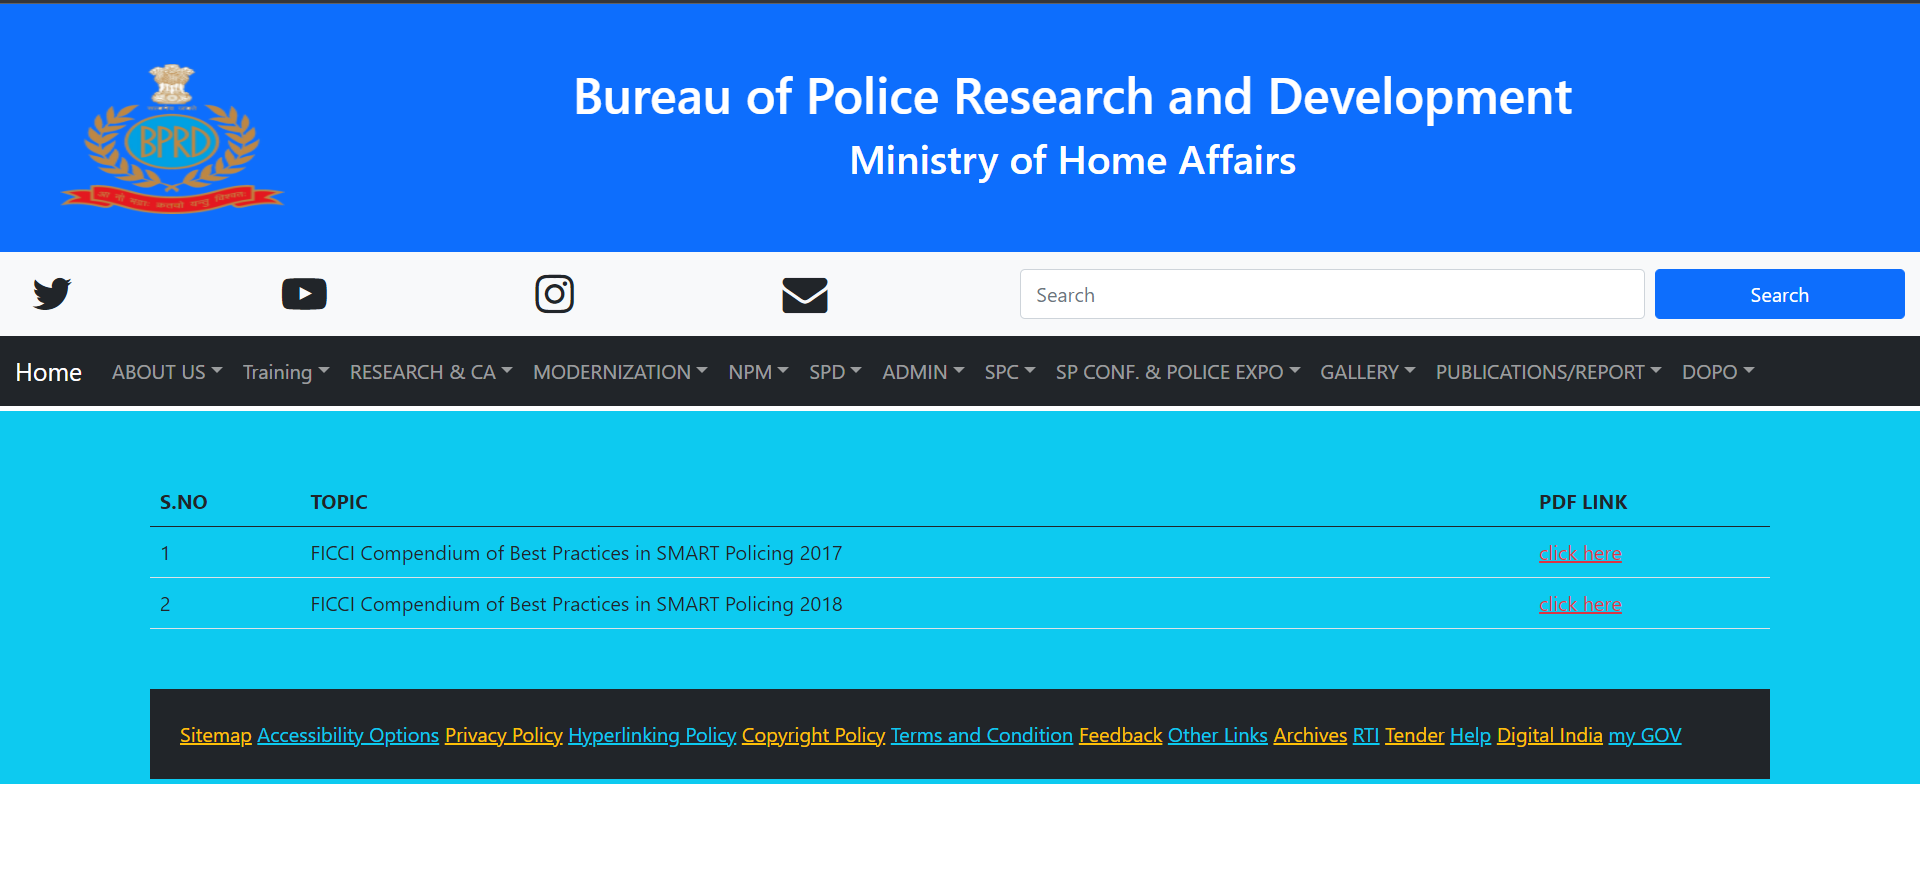 BPRD
Bureau of Police Research and Development
Ministry of Home Affairs
Search
Search
Home ABOUT US Training RESEARCH & CA MODERNIZATION NPM SPD ADMIN SPC SP CONF. & POLICE EXPO GALLERY PUBLICATIONS/REPORT DOPO
S.NO TOPIC PDF LINK
1 FICCI Compendium of Best Practices in SMART Policing 2017 click here
2 FICCI Compendium of Best Practices in SMART Policing 2018 click here
Sitemap Accessibility Options Privacy Policy Hyperlinking Policy Copyright Policy Terms and Condition Feedback Other Links Archives RTI Tender Help Digital India my GOV